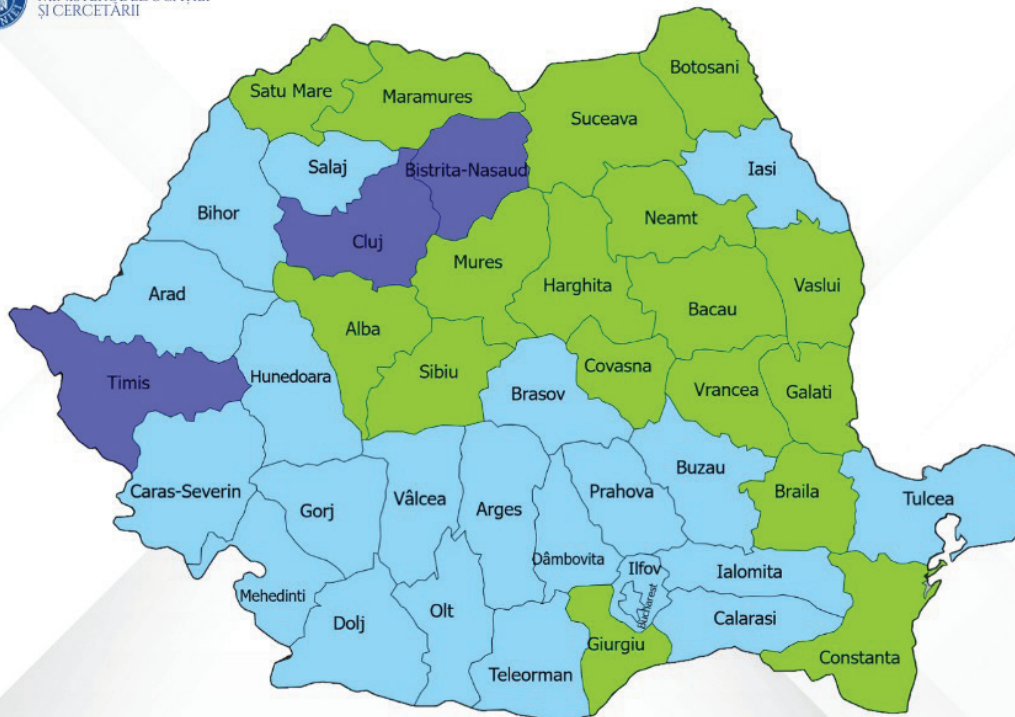 ȘI CERCETĂRII
Botosani
Satu Mare
Maramures
Suceava
Salaj
Bistrita-Nasaud
Iasi
Bihor
Neamt
Cluj
Mures
Harghita
Vaslui
Arad
Bacau
Alba
Timis
Hunedoara
Sibiu
Covasna
Brasov
Vrancea
Galati
Caras-Severin
Buzau
Prahova
Braila
Tulcea
Gorj
Vâlcea
Arges
Dâmbovita
Ilfov
Ialomita
Mehedinti
Bucharest
Olt
Dolj
Calarasi
Giurgiu
Teleorman
Constanta